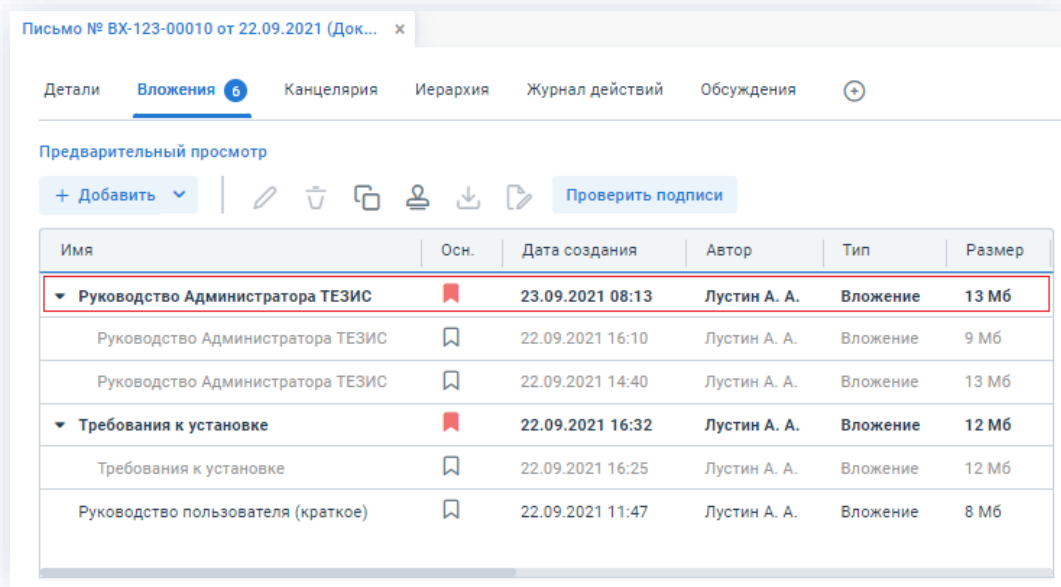 Письмо № ВХ-123-00010 от 22.09.2021 (Док... x
Детали Вложения 6 Канцелярия Иерархия Журнал действий Обсуждения
Предварительный просмотр
+ Добавить Проверить подписи
Имя Осн. Дата создания Автор Тип Размер
Руководство Администратора ТЕЗИС 23.09.2021 08:13 Лустин А. А. Вложение 13 Мб
Руководство Администратора ТЕЗИС 22.09.2021 16:10 Лустин А. А. Вложение 9 Мб
Руководство Администратора ТЕЗИС 22.09.2021 14:40 Лустин А. А. Вложение 13 Мб
Требования к установке 22.09.2021 16:32 Лустин А. А. Вложение 12 Мб
Требования к установке 22.09.2021 16:25 Лустин А. А. Вложение 12 Мб
Руководство пользователя (краткое) 22.09.2021 11:47 Лустин А. А. Вложение 8 Мб